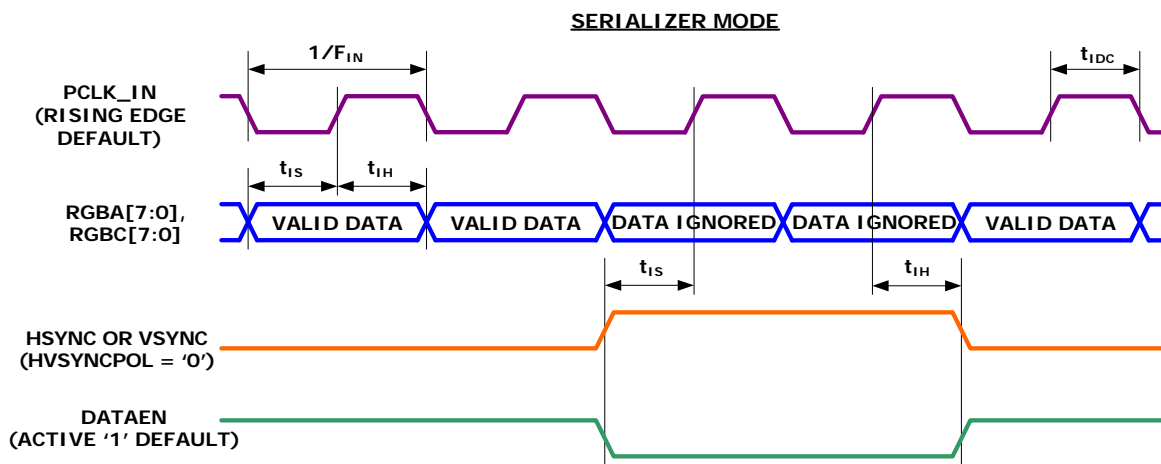 SERIALIZER MODE
1/FIN
tIDC
PCLK_IN
(RISING EDGE
DEFAULT)
tIS
tIH
RGBA[7:0],
RGBC[7:0]
VALID DATA
VALID DATA
DATA IGNORED
DATA IGNORED
VALID DATA
tIS
tIH
HSYNC OR VSYNC
(HVSYNCPOL = ‘0’)
DATAEN
(ACTIVE ‘1’ DEFAULT)